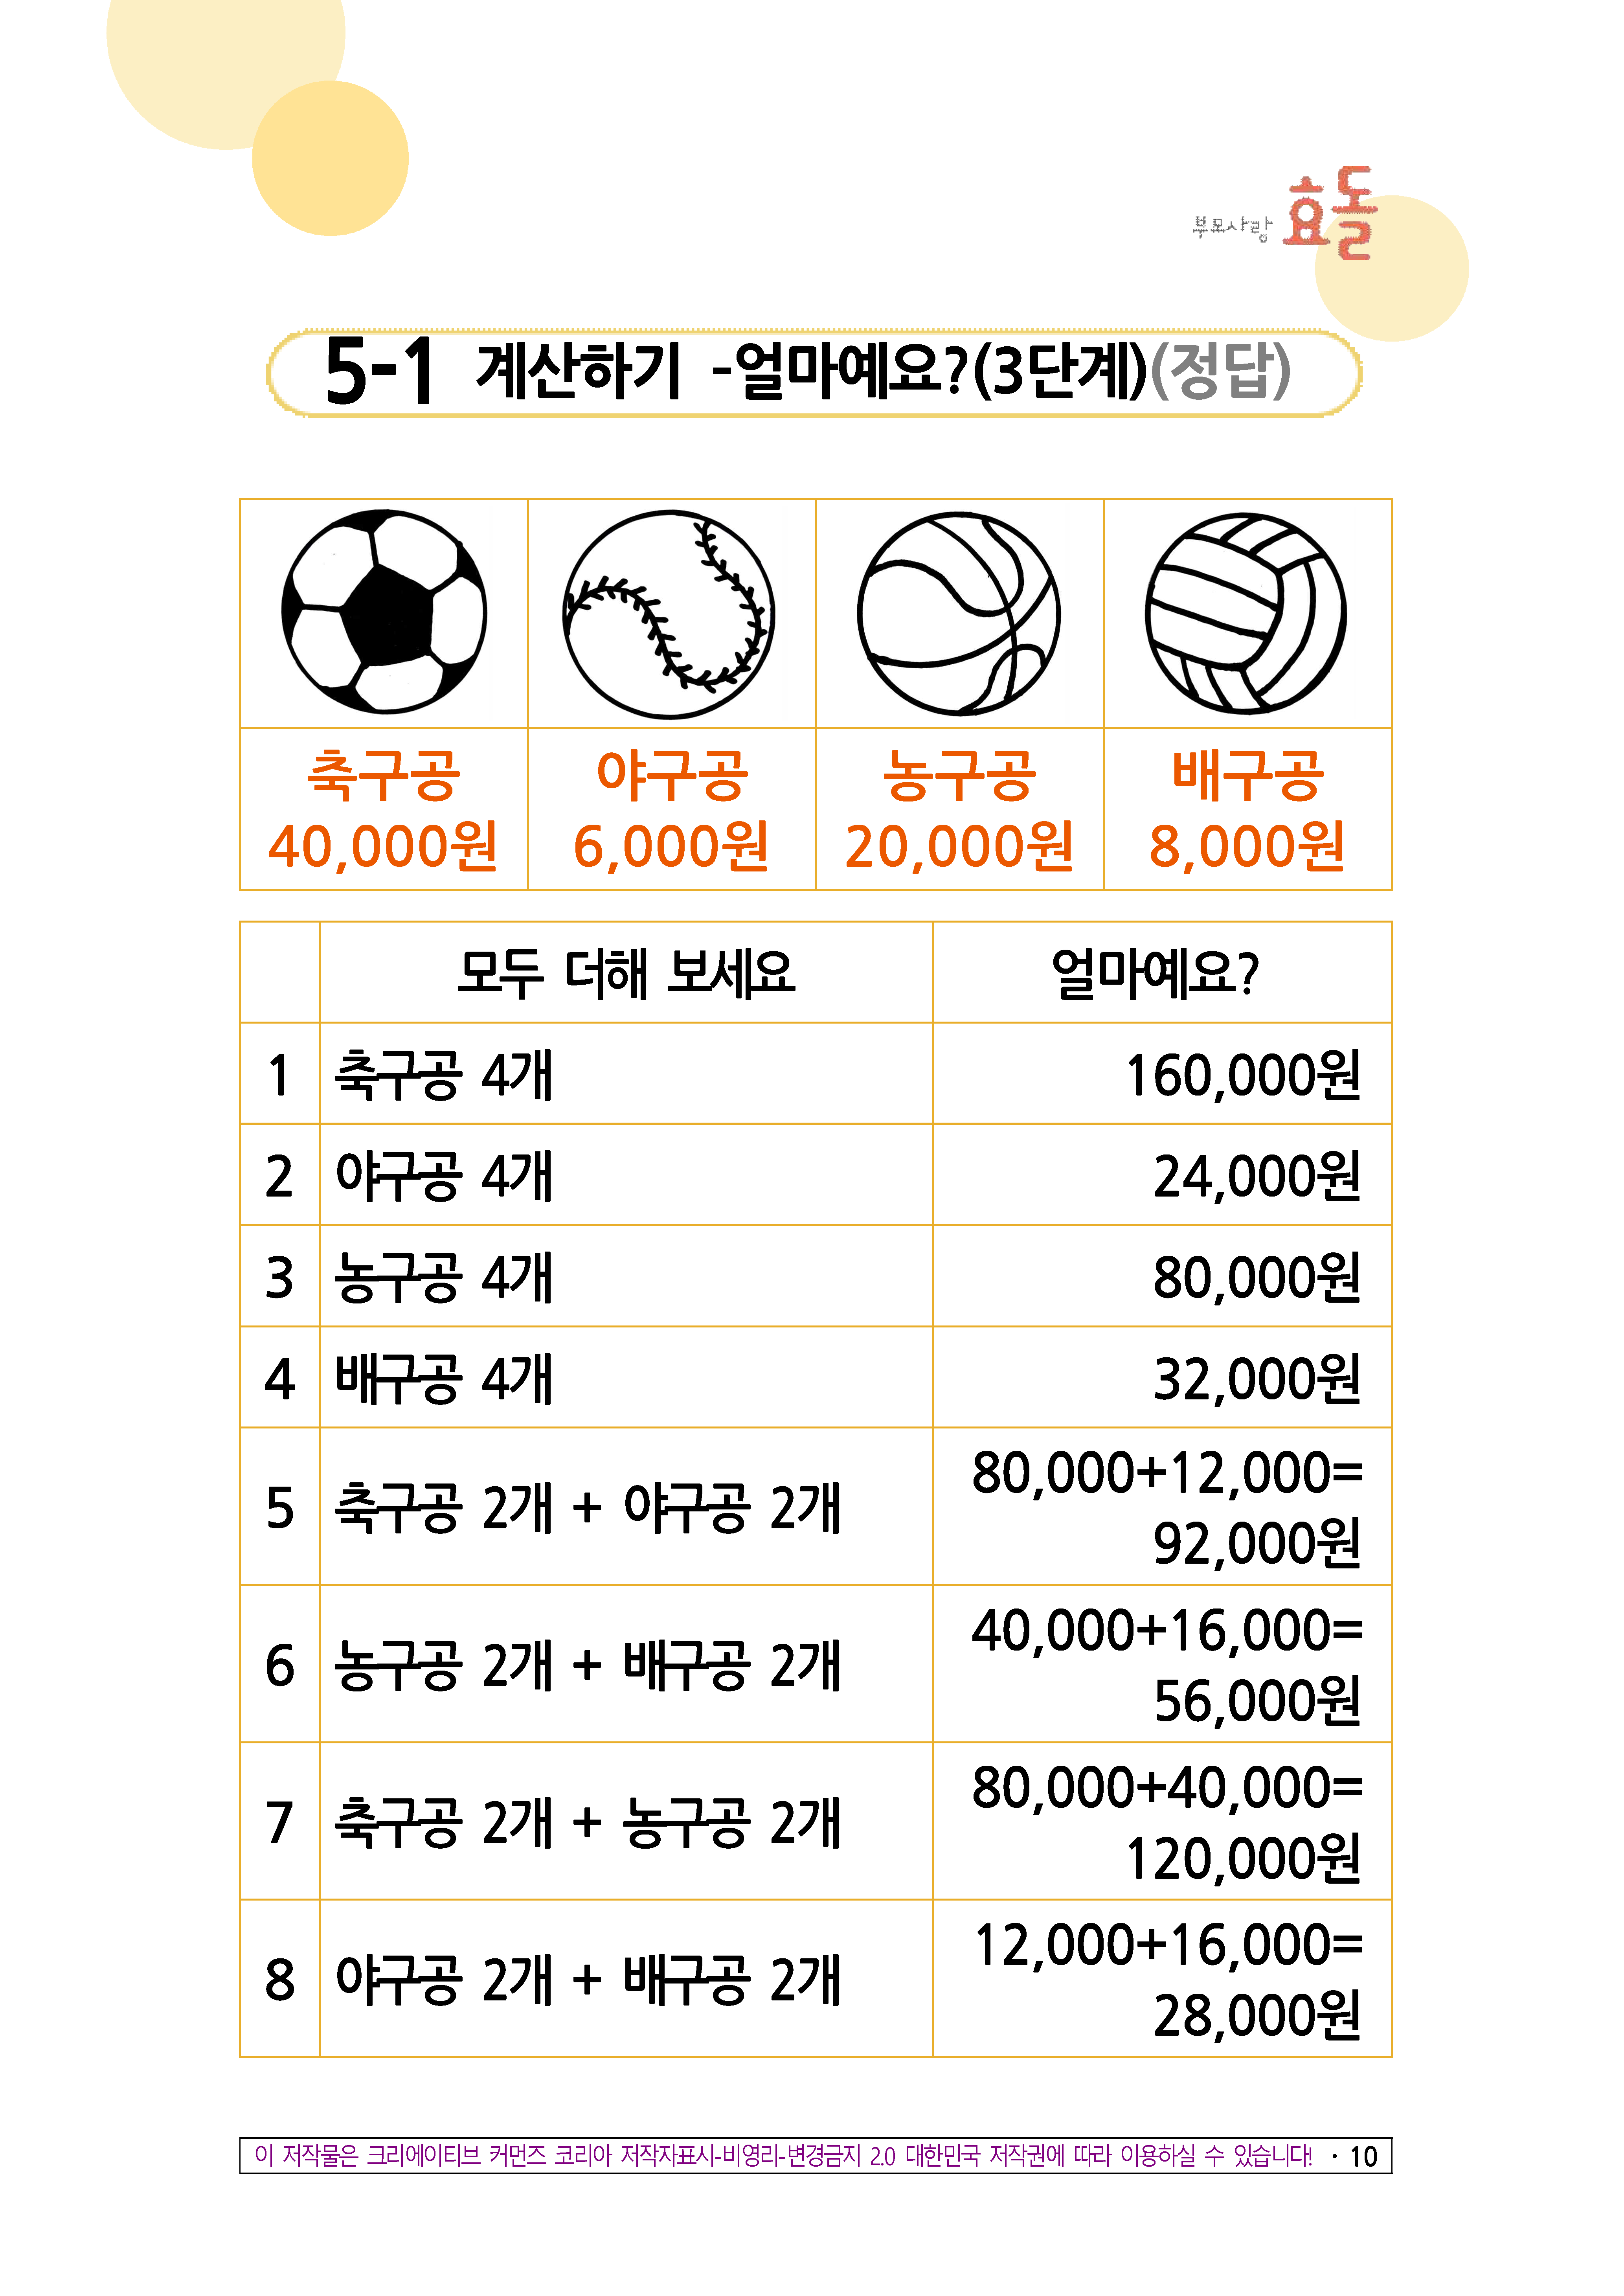 부모사랑 효돌
5-1 계산하기 -얼마예요?(3단계)(정답)
축구공 야구공 농구공 배구공
40,000원 6,000원 20,000원 8,000원
모두 더해 보세요 얼마예요?
1 축구공 4개 160,000원
2 야구공 4개 24,000원
3 농구공 4개 80,000원
4 배구공 4개 32,000원
5 축구공 2개 + 야구공 2개 80,000+12,000=
92,000원
6 농구공 2개 + 배구공 2개 40,000+16,000=
56,000원
7 축구공 2개 + 농구공 2개 80,000+40,000=
120,000원
8 야구공 2개 + 배구공 2개 12,000+16,000=
28,000원
이 저작물은 크리에이티브 커먼즈 코리아 저작자표시-비영리-변경금지 2.0 대한민국 저작권에 따라 이용하실 수 있습니다! · 10